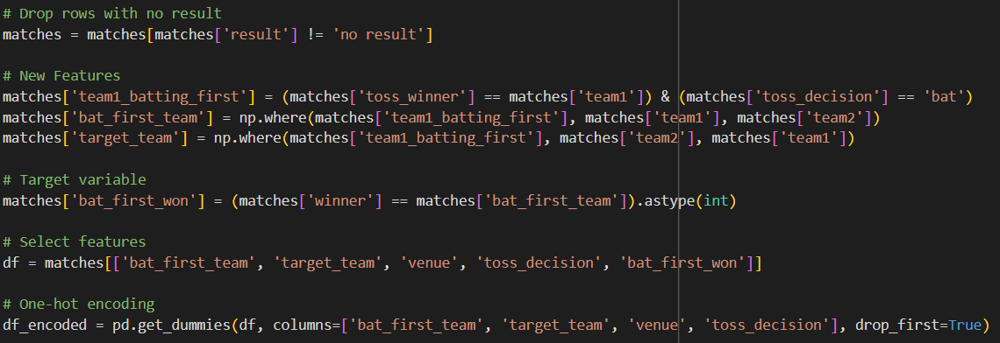 # Drop rows with no result
matches = matches[matches['result'] != 'no result']
# New Features
matches['team1_batting_first'] = (matches['toss_winner'] == matches['team1']) & (matches['toss_decision'] == 'bat')
matches['bat_first_team'] = np.where(matches['team1_batting_first'], matches['team1'], matches['team2'])
matches['target_team'] = np.where(matches['team1_batting_first'], matches['team2'], matches['team1'])
# Target variable
matches['bat_first_won'] = (matches['winner'] == matches['bat_first_team']).astype(int)
# Select features
df = matches[['bat_first_team', 'target_team', 'venue', 'toss_decision', 'bat_first_won']]
# One-hot encoding
df_encoded = pd.get_dummies(df, columns=['bat_first_team', 'target_team', 'venue', 'toss_decision'], drop_first=True)